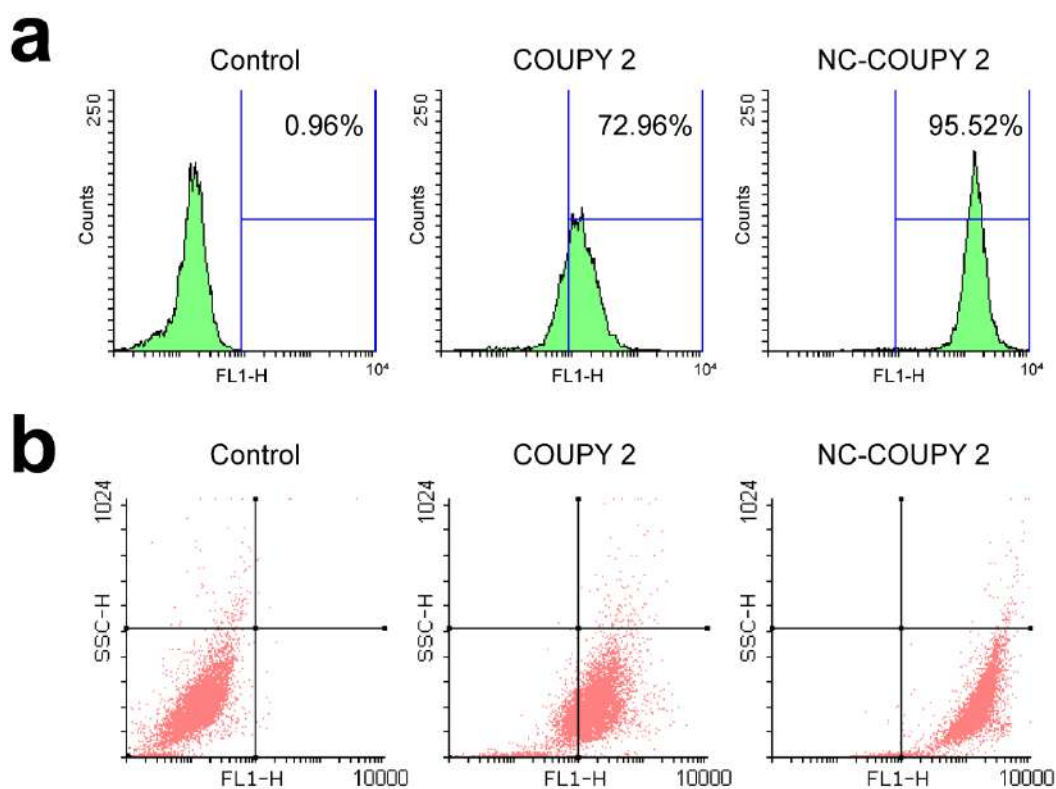 a
Control
COUPY 2
NC-COUPY 2
250
Counts
0.96%
FL1-H
10⁴
250
Counts
72.96%
FL1-H
10⁴
250
Counts
95.52%
FL1-H
10⁴
b
Control
COUPY 2
NC-COUPY 2
1024
SSC-H
FL1-H
10000
1024
SSC-H
FL1-H
10000
1024
SSC-H
FL1-H
10000